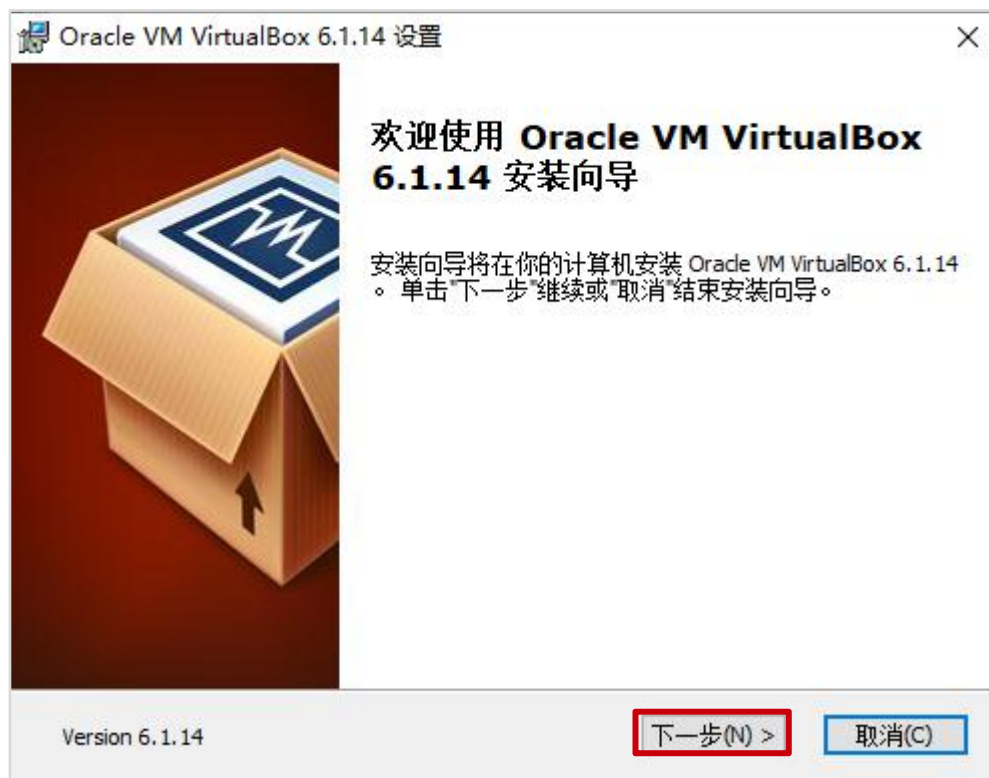 Oracle VM VirtualBox 6.1.14 设置
欢迎使用 Oracle VM VirtualBox
6.1.14 安装向导
安装向导将在你的计算机安装 Oracle VM VirtualBox 6.1.14
。 单击"下一步"继续或"取消"结束安装向导。
Version 6.1.14
下一步(N) >
取消(C)